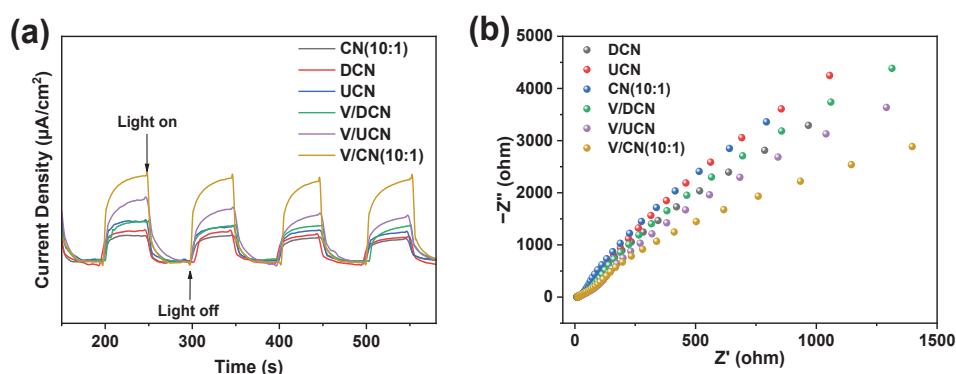 (a)
CN(10:1)
DCN
UCN
V/DCN
V/UCN
V/CN(10:1)
Light on
Light off
Current Density (μA/cm²)
200 300 400 500
Time (s)
(b)
DCN
UCN
CN(10:1)
V/DCN
V/UCN
V/CN(10:1)
−Z'' (ohm)
5000
4000
3000
2000
1000
0
0 500 1000 1500
Z' (ohm)